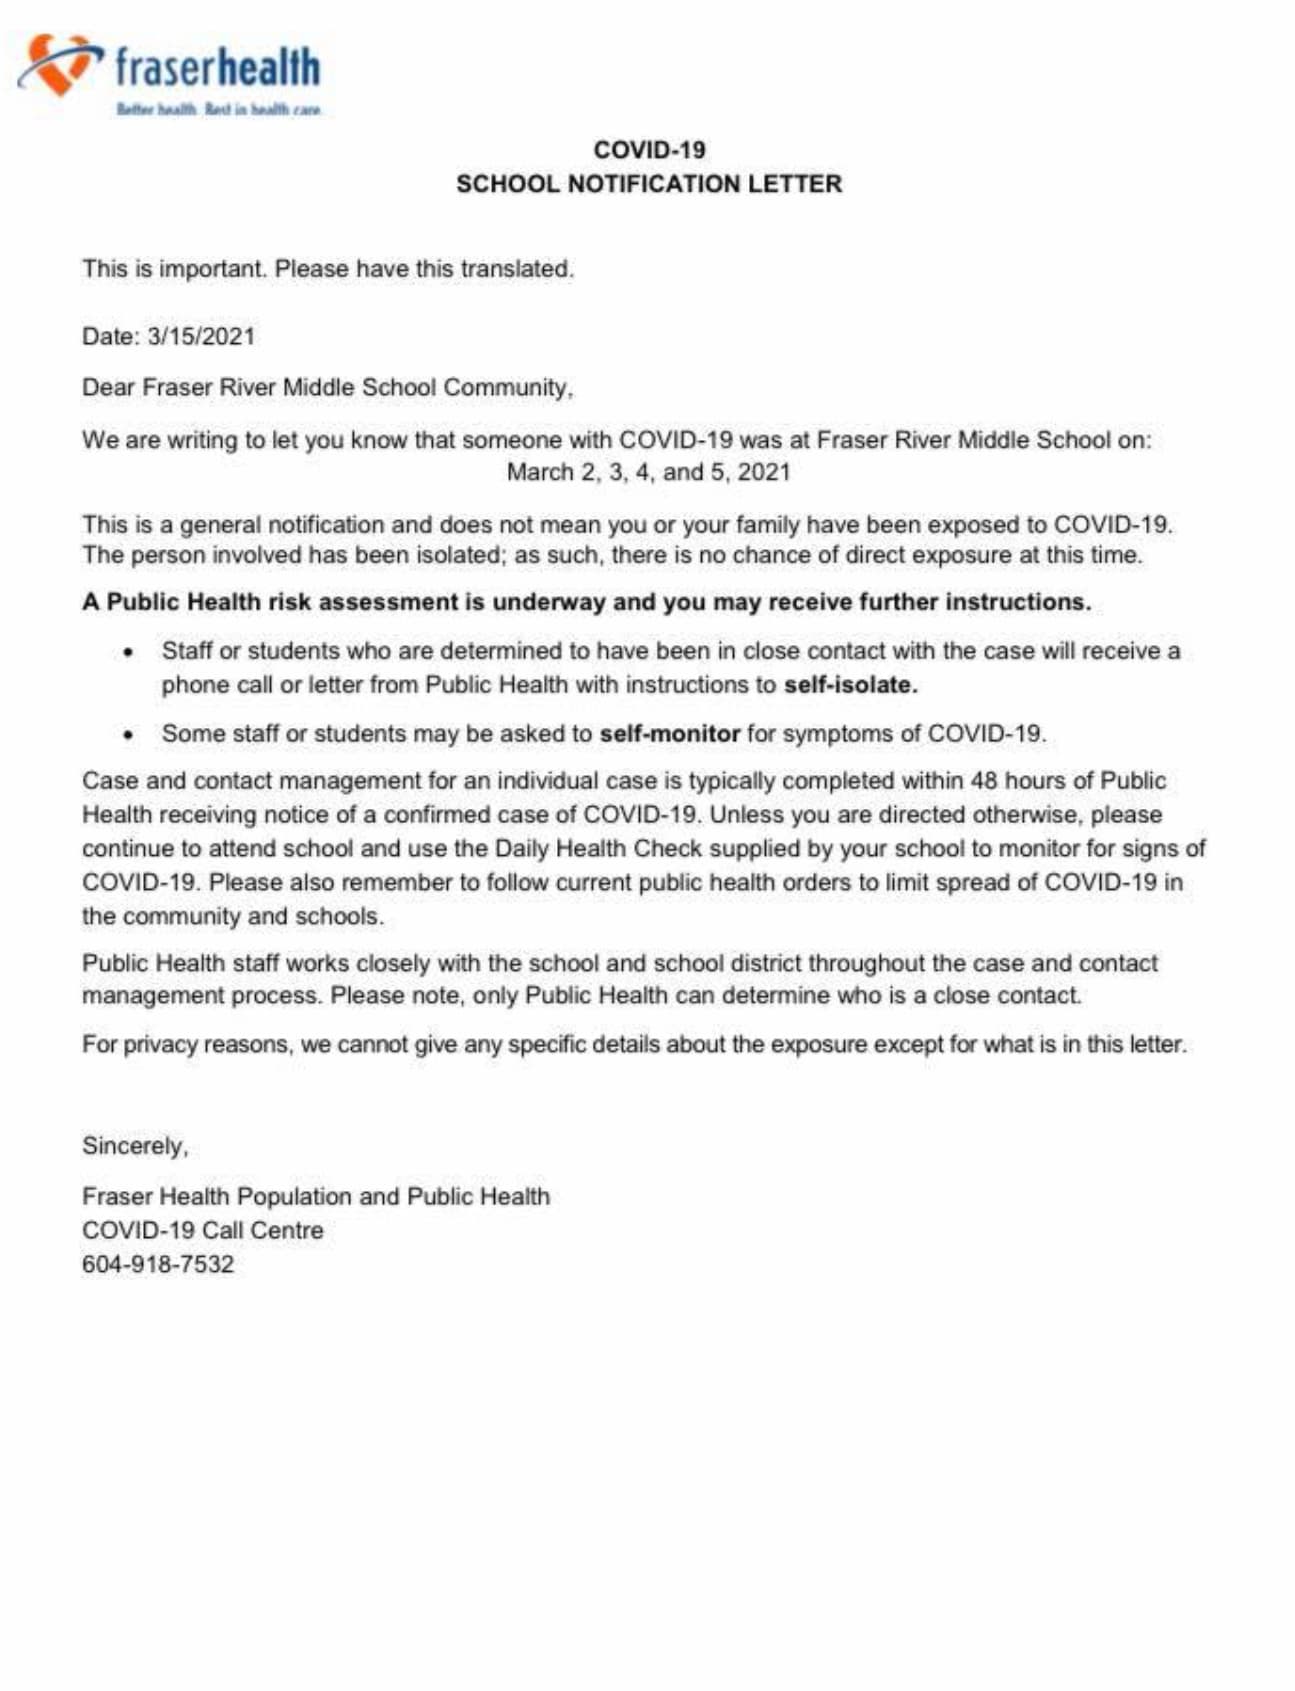 fraserhealth
Better health. Best in health care.
COVID-19
SCHOOL NOTIFICATION LETTER
This is important. Please have this translated.
Date: 3/15/2021
Dear Fraser River Middle School Community,
We are writing to let you know that someone with COVID-19 was at Fraser River Middle School on:
March 2, 3, 4, and 5, 2021
This is a general notification and does not mean you or your family have been exposed to COVID-19.
The person involved has been isolated; as such, there is no chance of direct exposure at this time.
A Public Health risk assessment is underway and you may receive further instructions.
• Staff or students who are determined to have been in close contact with the case will receive a
phone call or letter from Public Health with instructions to self-isolate.
• Some staff or students may be asked to self-monitor for symptoms of COVID-19.
Case and contact management for an individual case is typically completed within 48 hours of Public
Health receiving notice of a confirmed case of COVID-19. Unless you are directed otherwise, please
continue to attend school and use the Daily Health Check supplied by your school to monitor for signs of
COVID-19. Please also remember to follow current public health orders to limit spread of COVID-19 in
the community and schools.
Public Health staff works closely with the school and school district throughout the case and contact
management process. Please note, only Public Health can determine who is a close contact.
For privacy reasons, we cannot give any specific details about the exposure except for what is in this letter.
Sincerely,
Fraser Health Population and Public Health
COVID-19 Call Centre
604-918-7532